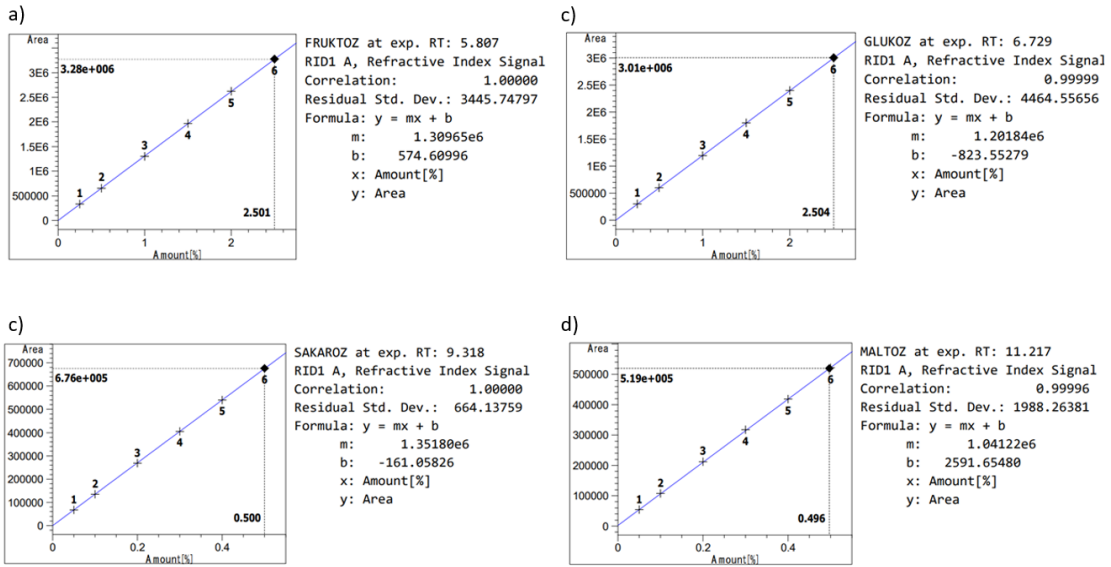 a)
Area
3.28e+006
3E6
2.5E6
2E6
1.5E6
1E6
500000
0
1
2
3
4
5
6
2.501
0
1
2
Amount[%]
FRUKTOZ at exp. RT: 5.807
RID1 A, Refractive Index Signal
Correlation: 1.00000
Residual Std. Dev.: 3445.74797
Formula: y = mx + b
m: 1.30965e6
b: 574.60996
x: Amount[%]
y: Area
c)
Area
3E6
3.01e+006
2.5E6
2E6
1.5E6
1E6
500000
0
1
2
3
4
5
6
2.504
0
1
2
Amount[%]
GLUKOZ at exp. RT: 6.729
RID1 A, Refractive Index Signal
Correlation: 0.99999
Residual Std. Dev.: 4464.55656
Formula: y = mx + b
m: 1.20184e6
b: -823.55279
x: Amount[%]
y: Area
c)
Area
700000
6.76e+005
600000
500000
400000
300000
200000
100000
0
1
2
3
4
5
6
0.500
0
0.2
0.4
Amount[%]
SAKAROZ at exp. RT: 9.318
RID1 A, Refractive Index Signal
Correlation: 1.00000
Residual Std. Dev.: 664.13759
Formula: y = mx + b
m: 1.35180e6
b: -161.05826
x: Amount[%]
y: Area
d)
Area
5.19e+005
500000
400000
300000
200000
100000
0
1
2
3
4
5
6
0.496
0
0.2
0.4
Amount[%]
MALTOZ at exp. RT: 11.217
RID1 A, Refractive Index Signal
Correlation: 0.99996
Residual Std. Dev.: 1988.26381
Formula: y = mx + b
m: 1.04122e6
b: 2591.65480
x: Amount[%]
y: Area